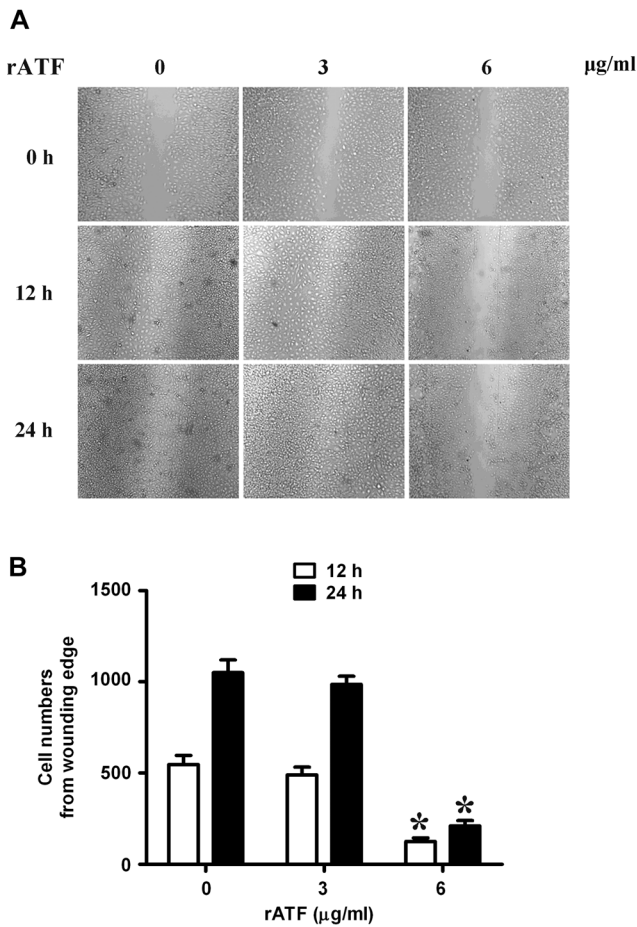 A
rATF 0 3 6 µg/ml
0 h
12 h
24 h
B
12 h
24 h
1500
1000
500
0
Cell numbers
from wounding edge
* *
0 3 6
rATF (µg/ml)